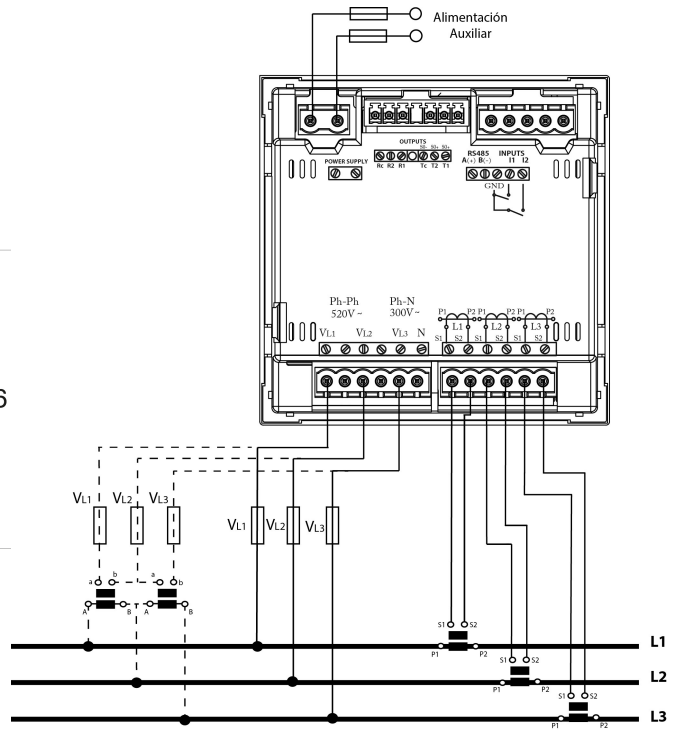 Alimentación
Auxiliar
OUTPUTS
S0- S0+ S0+
POWER SUPPLY
Rc R2 R1 Tc T2 T1
RS485 INPUTS
A(+) B(-) I1 I2
GND
Ph-Ph Ph-N
520V~ 300V~
P1 P2 P1 P2 P1 P2
L1 L2 L3
VL1 VL2 VL3 N
S1 S2 S1 S2 S1 S2
6
VL1 VL2 VL3
VL1 VL2 VL3
a b a b
A B A B
S1 S2
P1 P2
L1
S1 S2
P1 P2
L2
S1 S2
P1 P2
L3